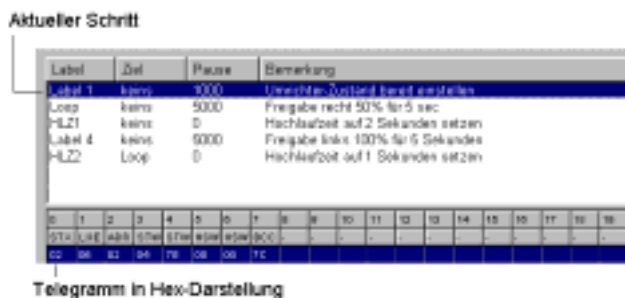 Aktueller Schritt
Label Ziel Pause Bemerkung
Label 1 keins 1000 Umrichter-Zustand bereit einstellen
Loop keins 5000 Freigabe recht 50% für 5 sec
HLZ1 keins 0 Hochlaufzeit auf 2 Sekunden setzen
Label 4 keins 5000 Freigabe links 100% für 5 Sekunden
HLZ2 Loop 0 Hochlaufzeit auf 1 Sekunden setzen
0 1 2 3 4 5 6 7 8 9 10 11 12 13 14 15 16 17 18 19
STX LGE ADR STW STW HSW HSW BCC - - - - - - - - - - - -
02 06 02 04 7E 00 00 7C
Telegramm in Hex-Darstellung